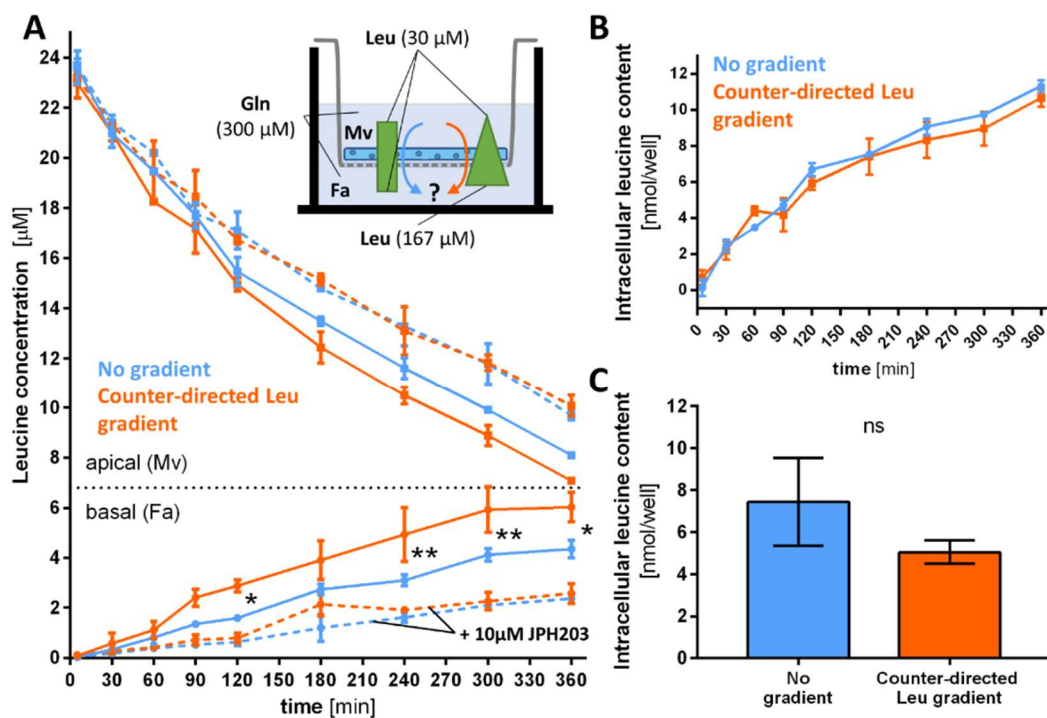 A
Leucine concentration [µM]
24
22
20
18
16
14
12
10
8
6
4
2
0
Leu (30 µM)
Gln
(300 µM)
Mv
Fa
?
Leu (167 µM)
No gradient
Counter-directed Leu
gradient
apical (Mv)
basal (Fa)
*
**
**
*
+ 10µM JPH203
0 30 60 90 120 150 180 210 240 270 300 330 360
time [min]
B
Intracellular leucine content
[nmol/well]
12
10
8
6
4
2
0
No gradient
Counter-directed Leu
gradient
0 30 60 90 120 150 180 210 240 270 300 330 360
time [min]
C
Intracellular leucine content
[nmol/well]
12
10
8
6
4
2
0
ns
No
gradient
Counter-directed
Leu gradient